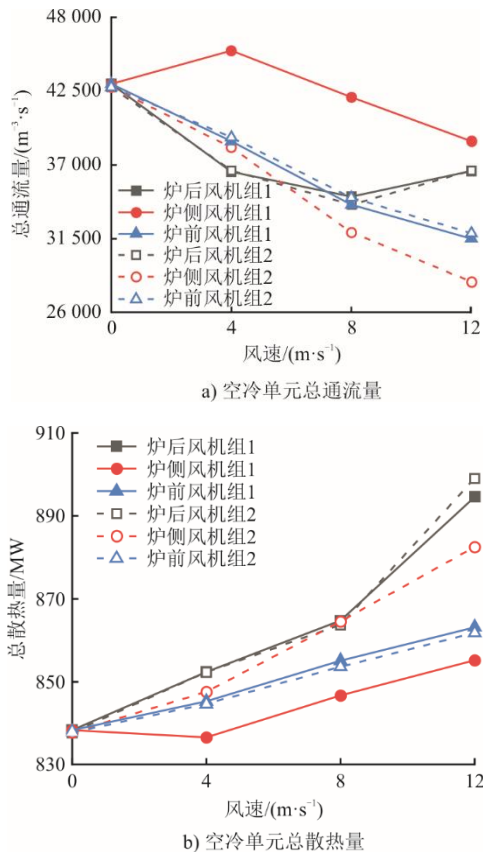 48 000
42 500
37 000
31 500
26 000
总通流量/(m⁻³·s⁻¹)
炉后风机组1
炉侧风机组1
炉前风机组1
炉后风机组2
炉侧风机组2
炉前风机组2
0
4
8
12
风速/(m·s⁻¹)
a) 空冷单元总通流量
910
890
870
850
830
总散热量/MW
炉后风机组1
炉侧风机组1
炉前风机组1
炉后风机组2
炉侧风机组2
炉前风机组2
0
4
8
12
风速/(m·s⁻¹)
b) 空冷单元总散热量